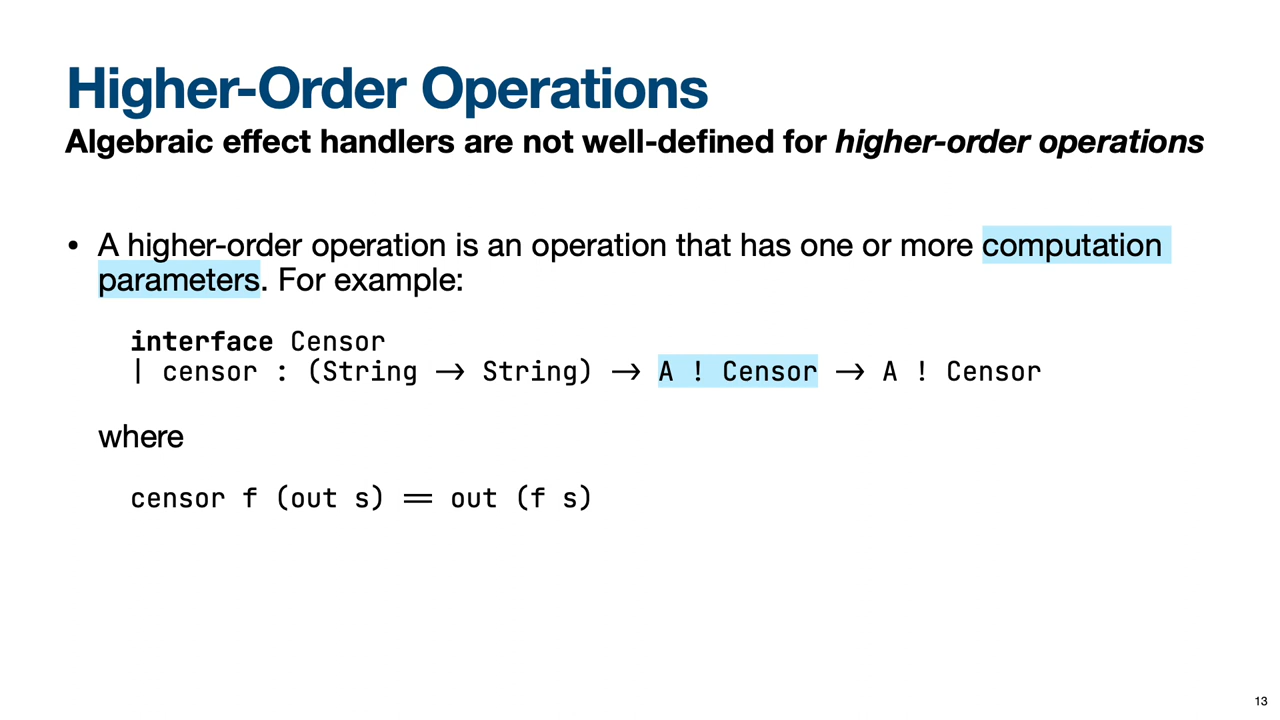 Higher-Order Operations
Algebraic effect handlers are not well-defined for higher-order operations
• A higher-order operation is an operation that has one or more computation
parameters. For example:
interface Censor
| censor : (String → String) → A ! Censor → A ! Censor
where
censor f (out s) == out (f s)
13